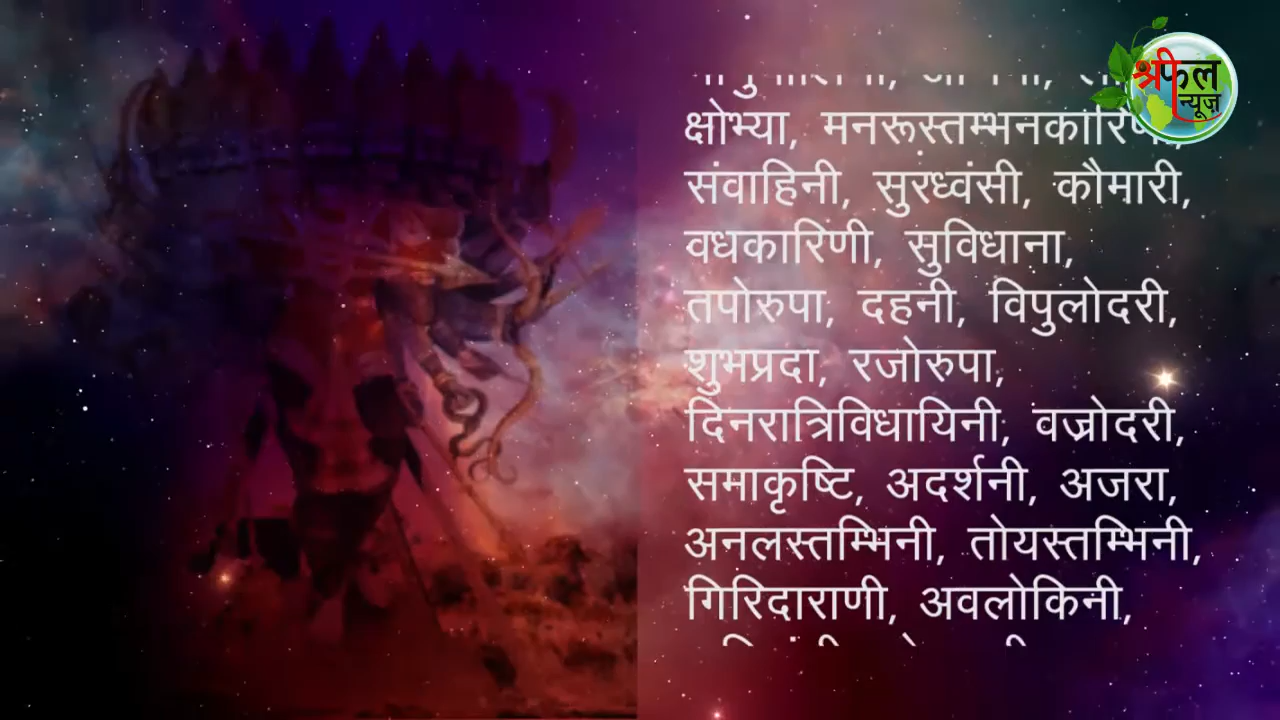 श्रीफल
न्यूज़
क्षोभ्या, मनरूस्तम्भनकारिणी,
संवाहिनी, सुरध्वंसी, कौमारी,
वधकारिणी, सुविधाना,
तपोरुपा, दहनी, विपुलोदरी,
शुभप्रदा, रजोरुपा,
दिनरात्रिविधायिनी, वज्रोदरी,
समाकृष्टि, अदर्शनी, अजरा,
अनलस्तम्भिनी, तोयस्तम्भिनी,
गिरिदाराणी, अवलोकिनी,